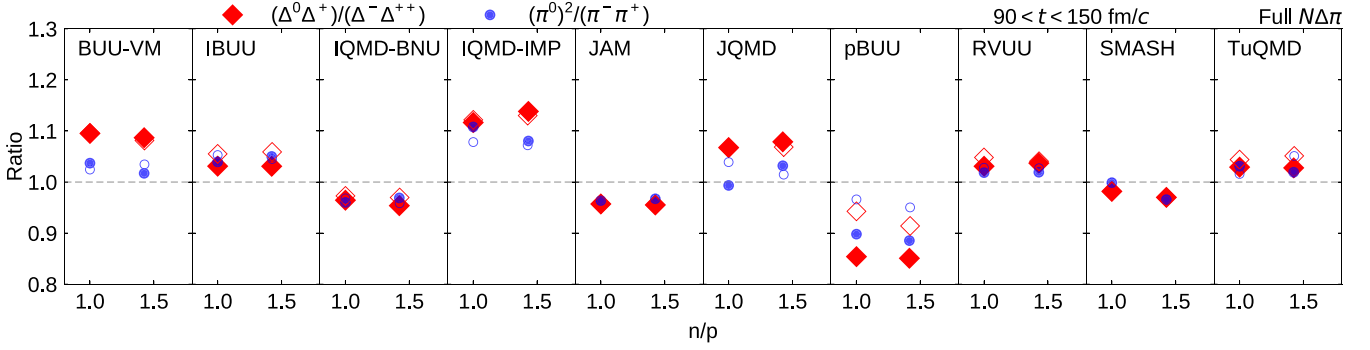 (Δ⁰Δ⁺)/(Δ⁻Δ⁺⁺) (π⁰)²/(π⁻π⁺) 90 < t < 150 fm/c Full NΔπ
BUU-VM IBUU IQMD-BNU IQMD-IMP JAM JQMD pBUU RVUU SMASH TuQMD
1.3
1.2
1.1
1.0
0.9
0.8
Ratio
1.0 1.5 1.0 1.5 1.0 1.5 1.0 1.5 1.0 1.5 1.0 1.5 1.0 1.5 1.0 1.5 1.0 1.5 1.0 1.5
n/p